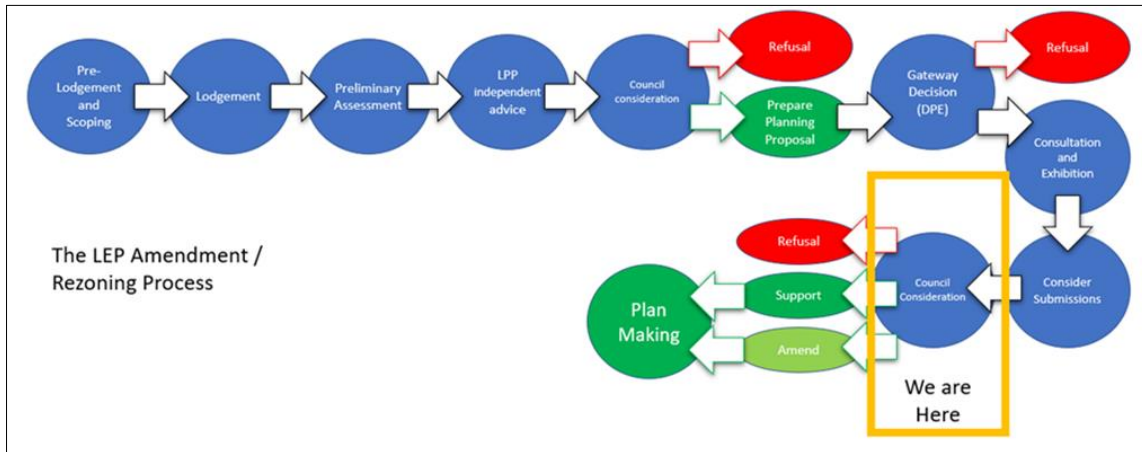 Pre-
Lodgement
and
Scoping
Lodgement
Preliminary
Assessment
LPP
independent
advice
Council
consideration
Refusal
Prepare
Planning
Proposal
Gateway
Decision
(DPE)
Refusal
Consultation
and
Exhibition
Consider
Submissions
Council
Consideration
Refusal
Support
Amend
Plan
Making
The LEP Amendment /
Rezoning Process
We are
Here